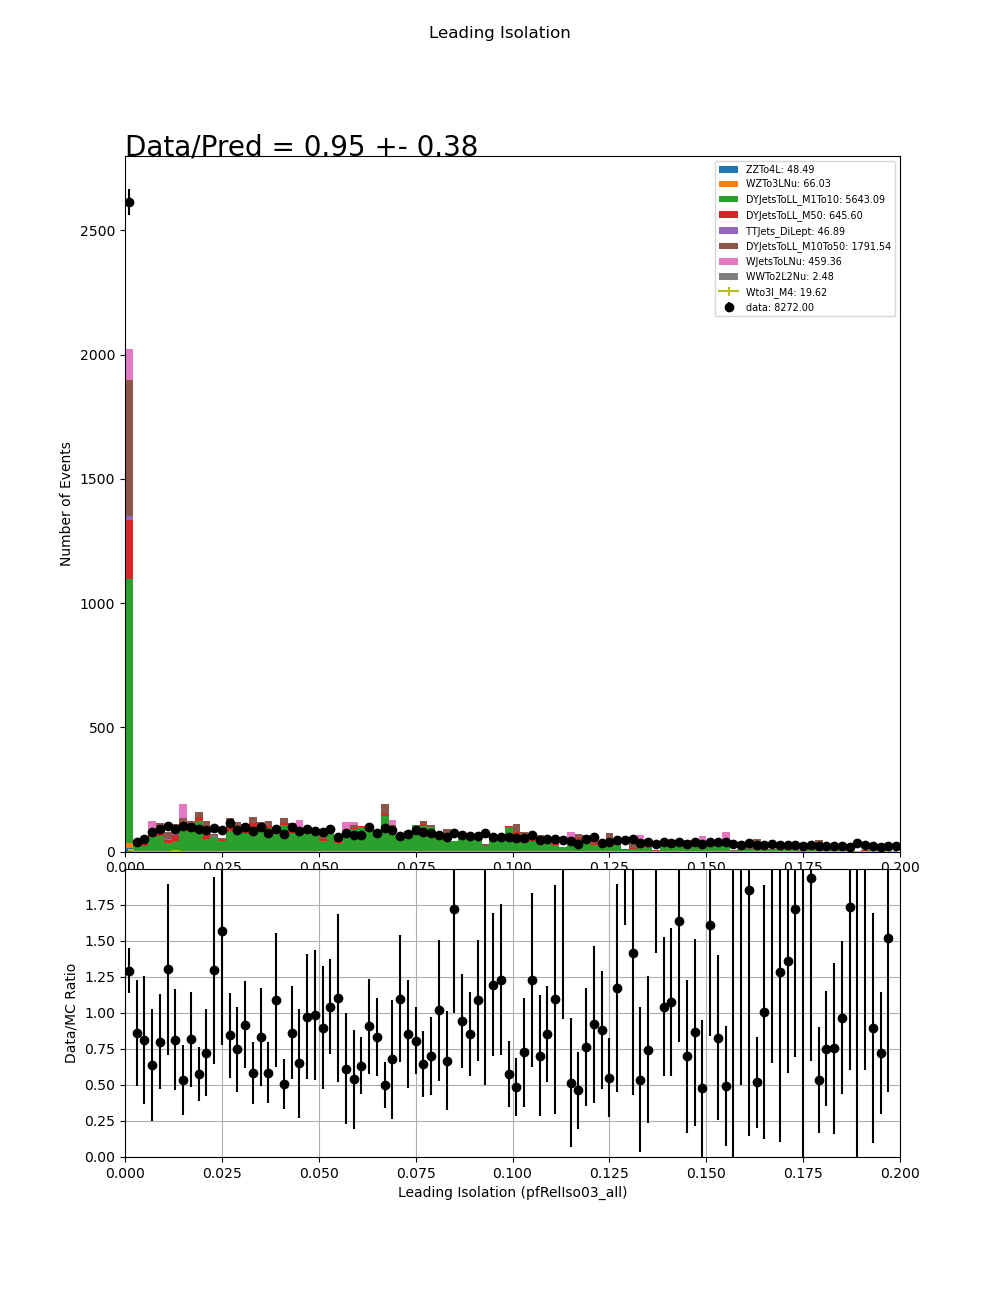 Leading Isolation
Data/Pred = 0.95 +- 0.38
ZZTo4L: 48.49
WZTo3LNu: 66.03
DYJetsToLL_M1To10: 5643.09
DYJetsToLL_M50: 645.60
TTJets_DiLept: 46.89
DYJetsToLL_M10To50: 1791.54
WJetsToLNu: 459.36
WWTo2L2Nu: 2.48
Wto3l_M4: 19.62
data: 8272.00
Number of Events
2500
2000
1500
1000
500
0
0.000 0.025 0.050 0.075 0.100 0.125 0.150 0.175 0.200
Data/MC Ratio
1.75
1.50
1.25
1.00
0.75
0.50
0.25
0.00
0.000 0.025 0.050 0.075 0.100 0.125 0.150 0.175 0.200
Leading Isolation (pfRelIso03_all)